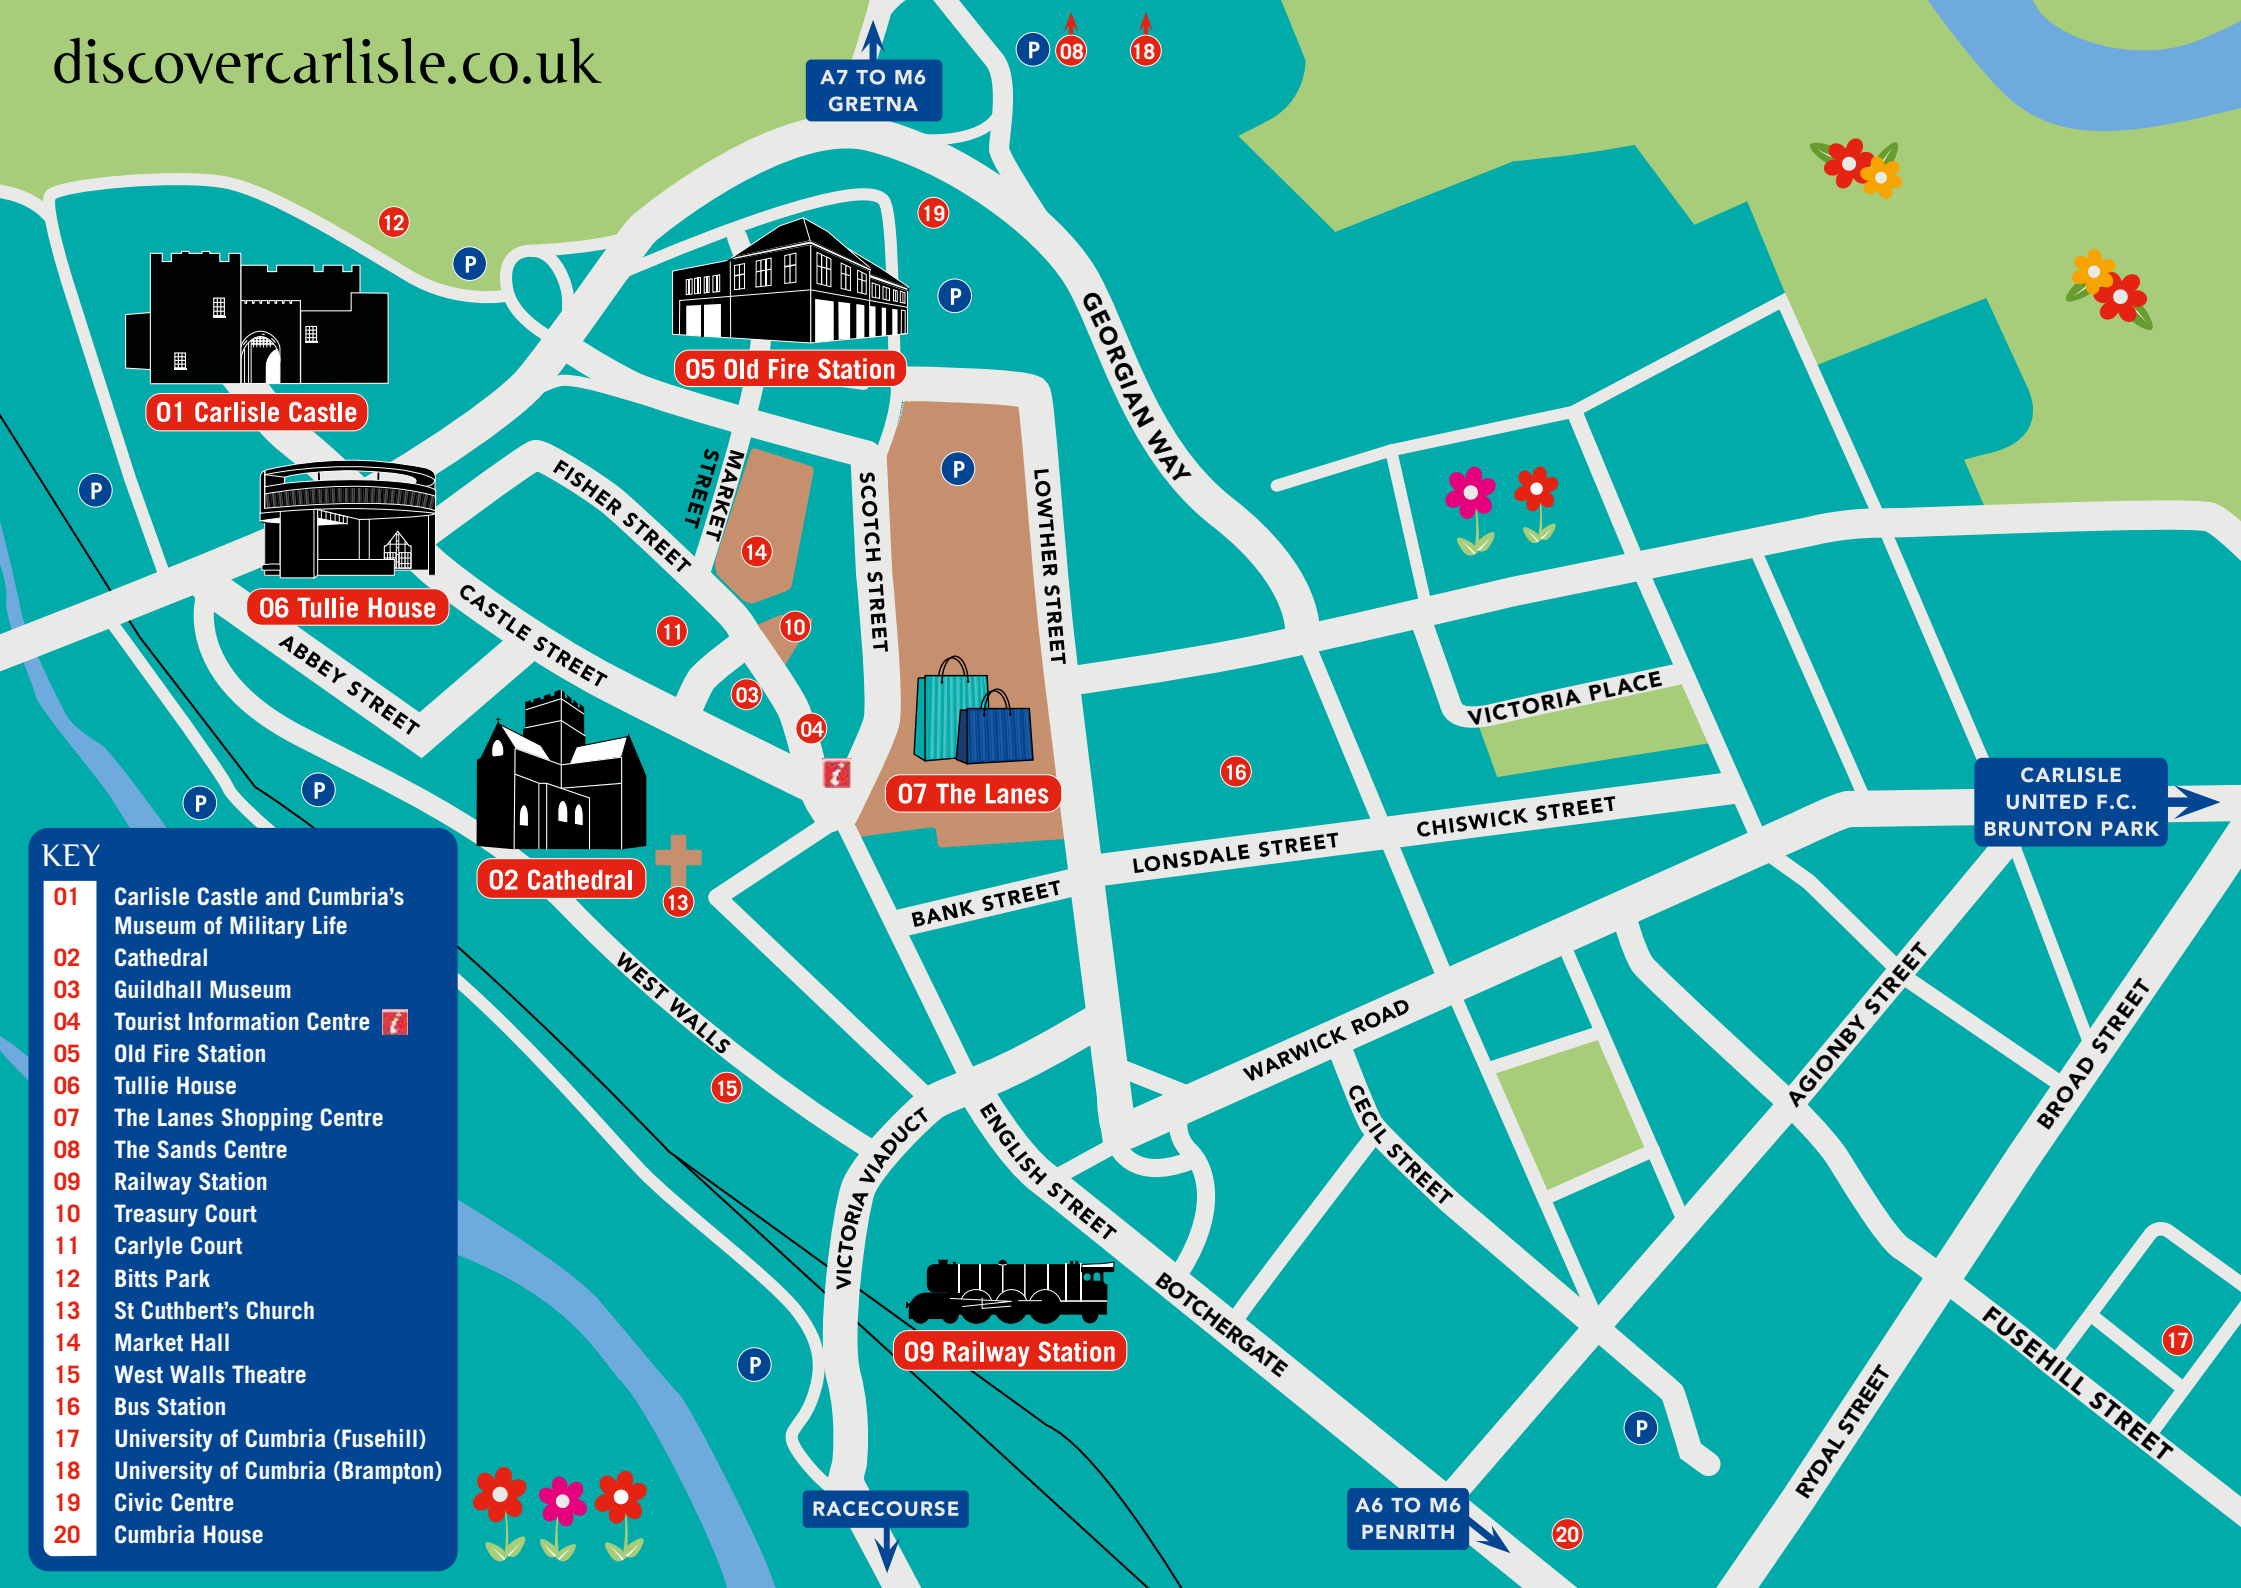 discovercarlisle.co.uk
A7 TO M6
GRETNA
P
08
18
12
P
19
P
05 Old Fire Station
01 Carlisle Castle
GEORGIAN WAY
P
FISHER STREET
MARKET
STREET
SCOTCH STREET
P
LOWTHER STREET
14
06 Tullie House
CASTLE STREET
11
10
ABBEY STREET
03
04
i
VICTORIA PLACE
16
07 The Lanes
P
P
CARLISLE
UNITED F.C.
BRUNTON PARK
CHISWICK STREET
LONSDALE STREET
BANK STREET
02 Cathedral
13
WEST WALLS
15
WARWICK ROAD
AGIONBY STREET
BROAD STREET
CECIL STREET
ENGLISH STREET
VICTORIA VIADUCT
BOTCHERGATE
09 Railway Station
P
FUSEHILL STREET
17
RYDAL STREET
P
RACECOURSE
A6 TO M6
PENRITH
20
KEY
01 Carlisle Castle and Cumbria's
Museum of Military Life
02 Cathedral
03 Guildhall Museum
04 Tourist Information Centre i
05 Old Fire Station
06 Tullie House
07 The Lanes Shopping Centre
08 The Sands Centre
09 Railway Station
10 Treasury Court
11 Carlyle Court
12 Bitts Park
13 St Cuthbert's Church
14 Market Hall
15 West Walls Theatre
16 Bus Station
17 University of Cumbria (Fusehill)
18 University of Cumbria (Brampton)
19 Civic Centre
20 Cumbria House